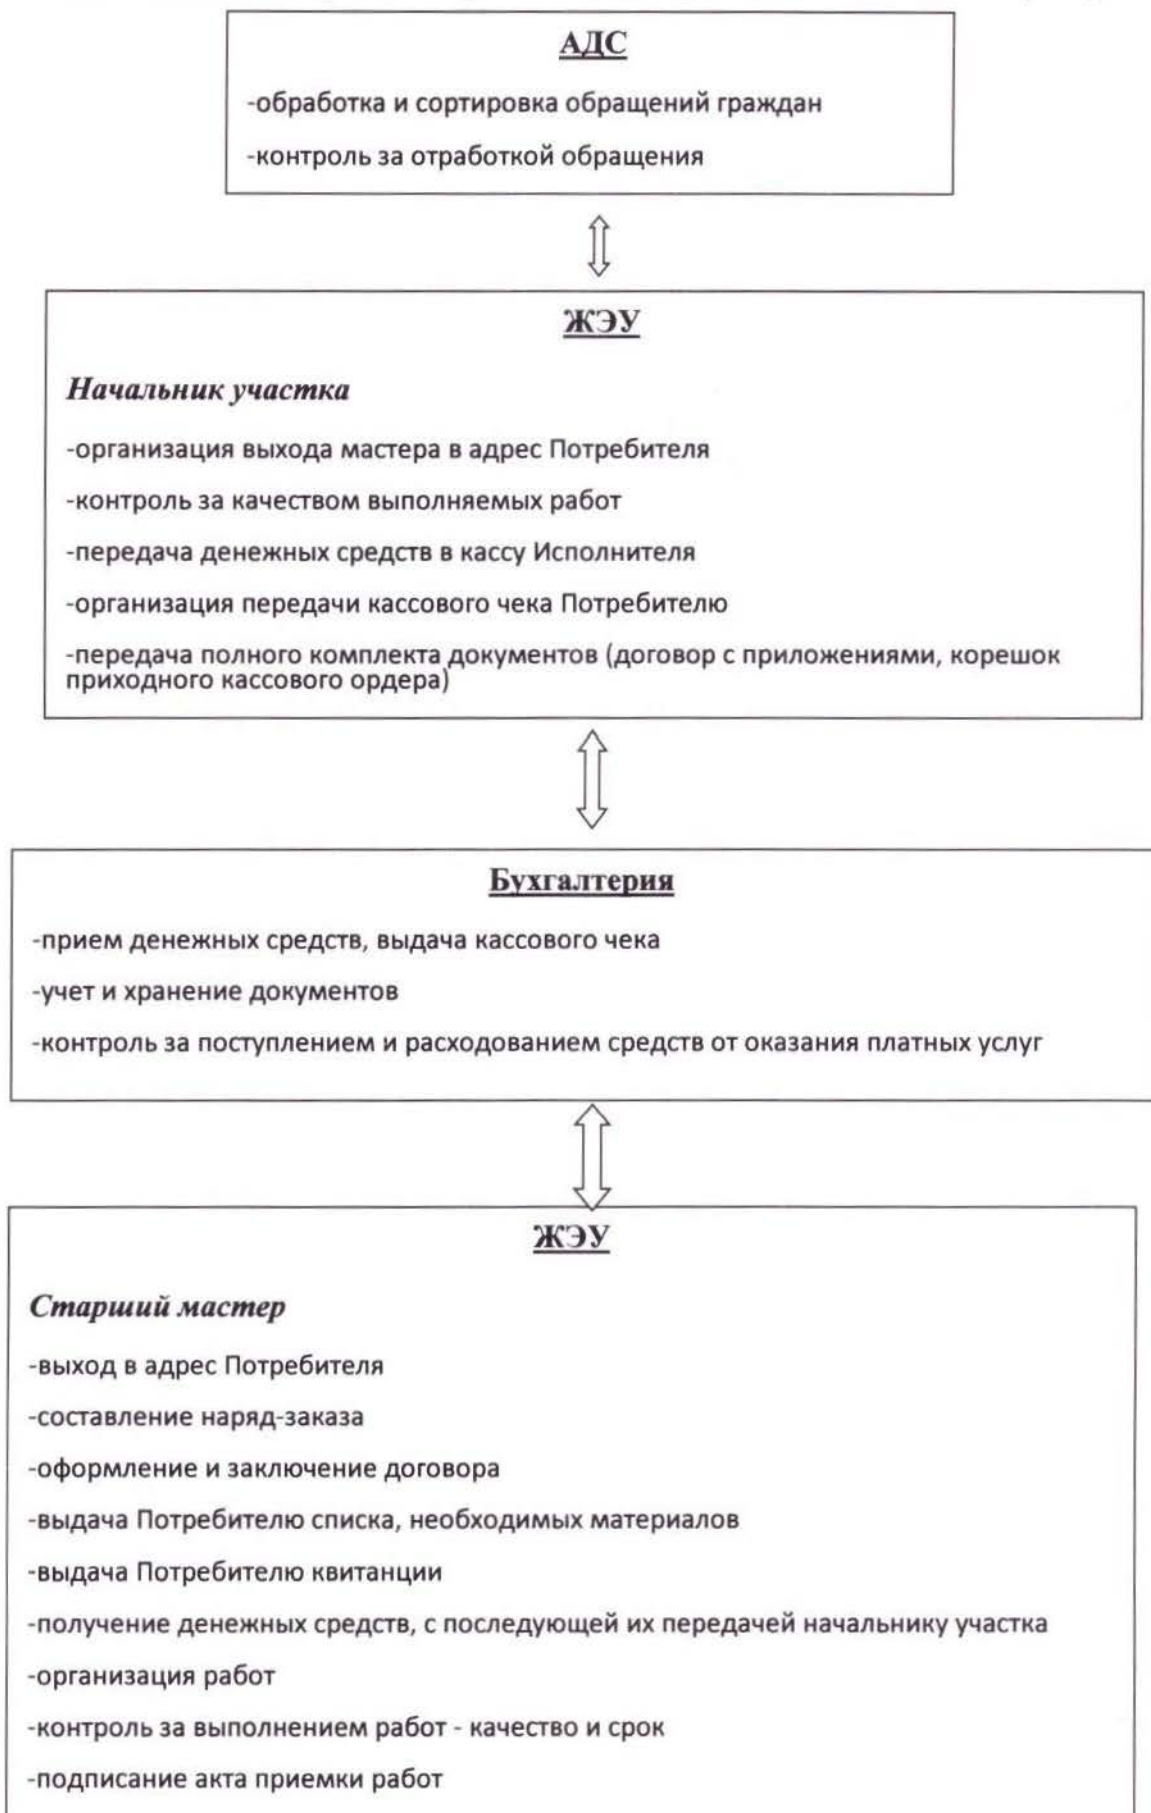 АДС
-обработка и сортировка обращений граждан
-контроль за отработкой обращения
ЖЭУ
Начальник участка
-организация выхода мастера в адрес Потребителя
-контроль за качеством выполняемых работ
-передача денежных средств в кассу Исполнителя
-организация передачи кассового чека Потребителю
-передача полного комплекта документов (договор с приложениями, корешок
приходного кассового ордера)
Бухгалтерия
-прием денежных средств, выдача кассового чека
-учет и хранение документов
-контроль за поступлением и расходованием средств от оказания платных услуг
ЖЭУ
Старший мастер
-выход в адрес Потребителя
-составление наряд-заказа
-оформление и заключение договора
-выдача Потребителю списка, необходимых материалов
-выдача Потребителю квитанции
-получение денежных средств, с последующей их передачей начальнику участка
-организация работ
-контроль за выполнением работ - качество и срок
-подписание акта приемки работ